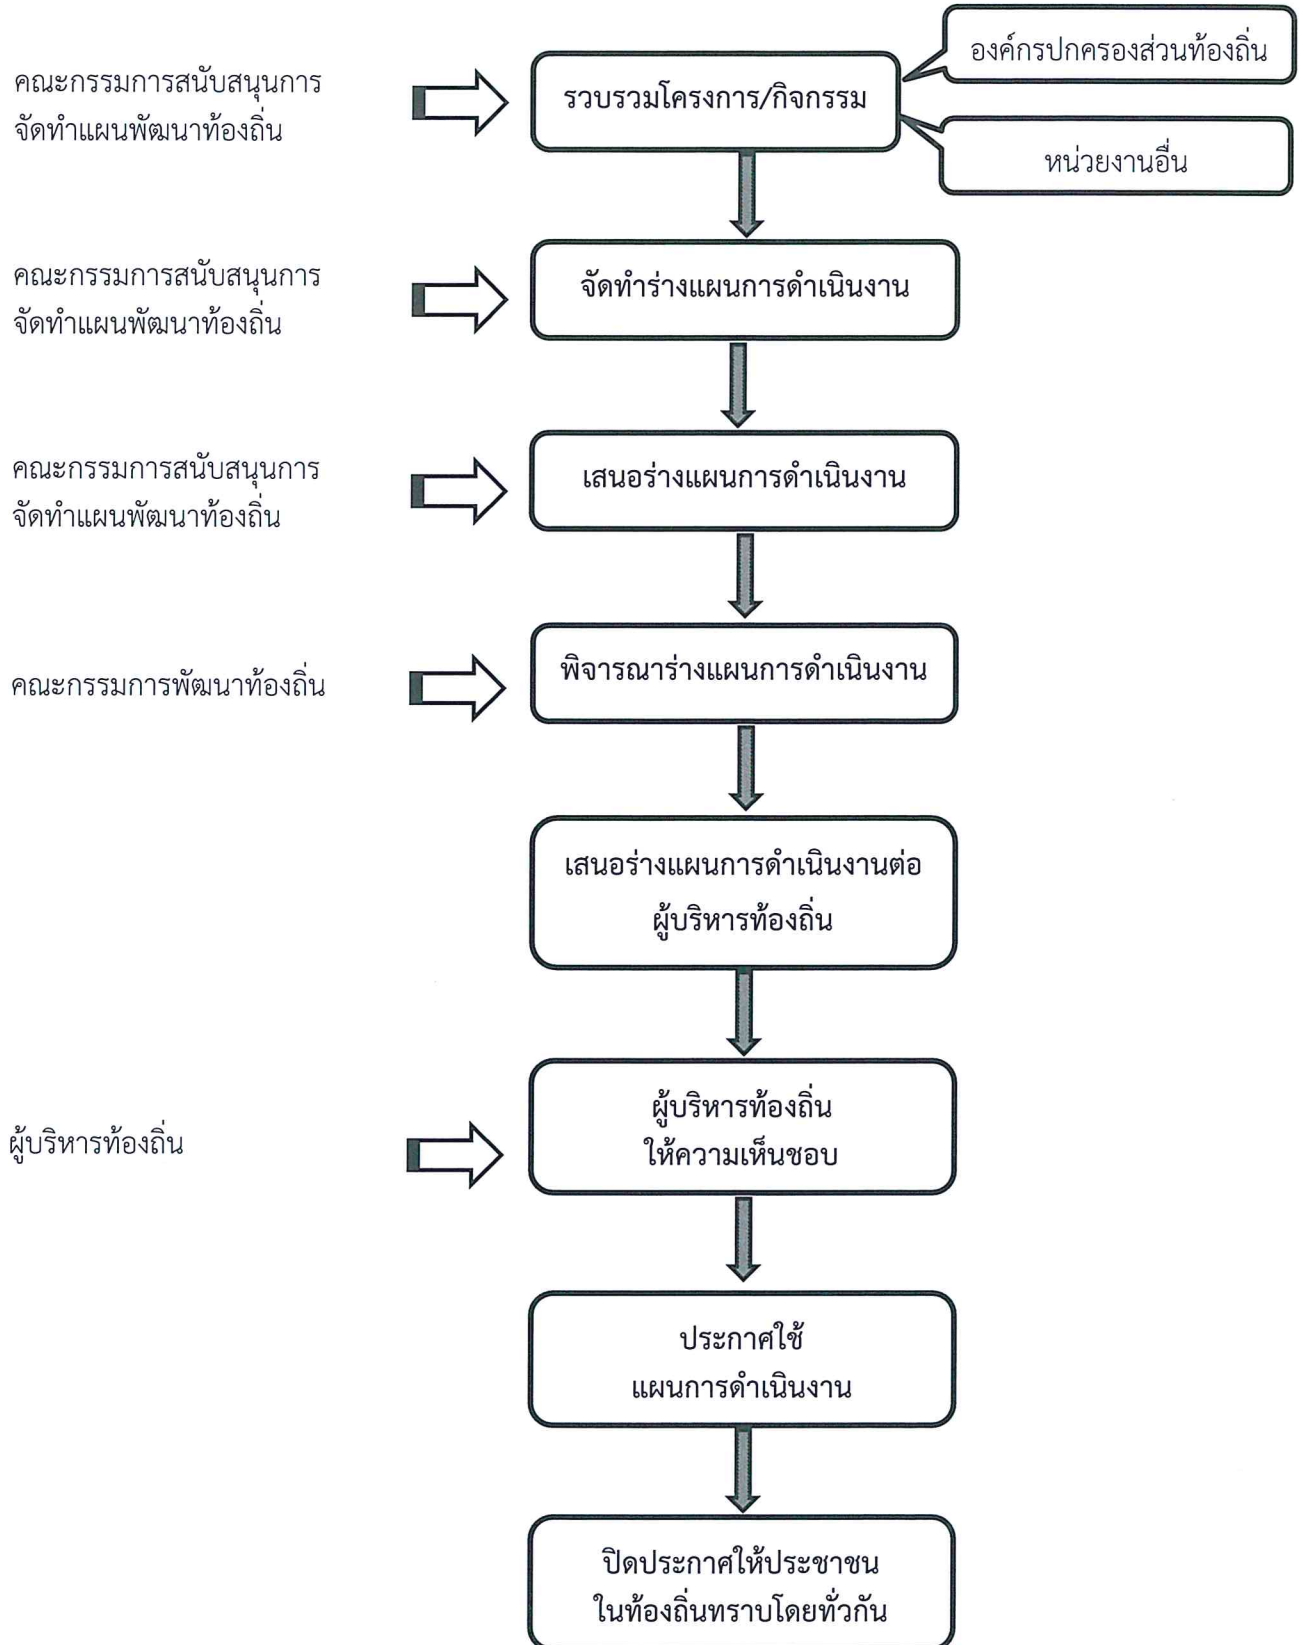 องค์กรปกครองส่วนท้องถิ่น
คณะกรรมการสนับสนุนการ
จัดทำแผนพัฒนาท้องถิ่น
รวบรวมโครงการ/กิจกรรม
หน่วยงานอื่น
คณะกรรมการสนับสนุนการ
จัดทำแผนพัฒนาท้องถิ่น
จัดทำร่างแผนการดำเนินงาน
คณะกรรมการสนับสนุนการ
จัดทำแผนพัฒนาท้องถิ่น
เสนอร่างแผนการดำเนินงาน
คณะกรรมการพัฒนาท้องถิ่น
พิจารณาร่างแผนการดำเนินงาน
เสนอร่างแผนการดำเนินงานต่อ
ผู้บริหารท้องถิ่น
ผู้บริหารท้องถิ่น
ผู้บริหารท้องถิ่น
ให้ความเห็นชอบ
ประกาศใช้
แผนการดำเนินงาน
ปิดประกาศให้ประชาชน
ในท้องถิ่นทราบโดยทั่วกัน